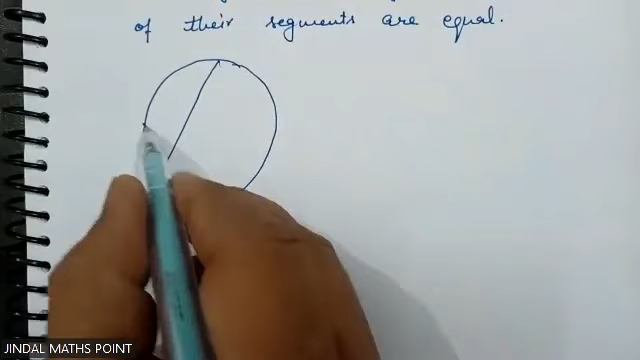 of their segments are equal.
JINDAL MATHS POINT